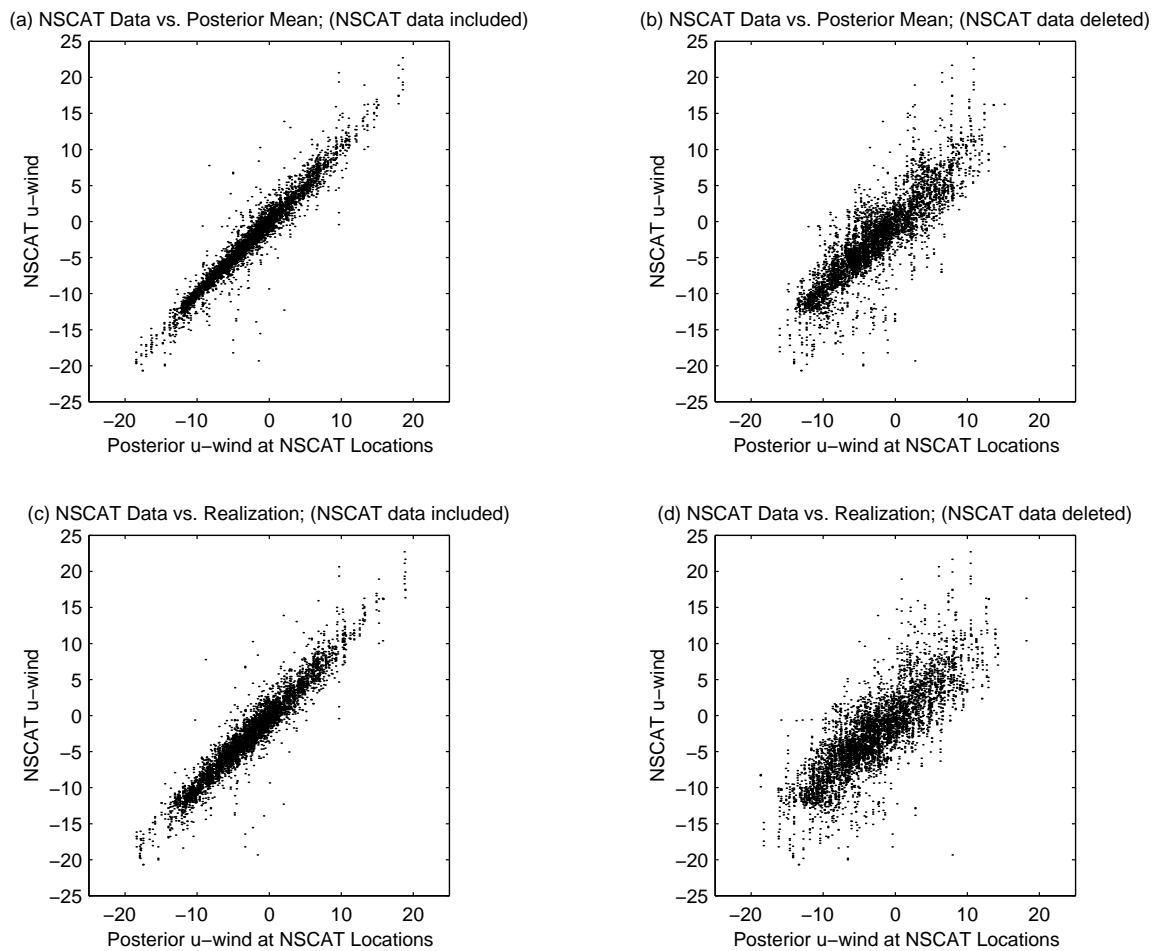 (a) NSCAT Data vs. Posterior Mean; (NSCAT data included)
25
20
15
10
5
0
−5
−10
−15
−20
−25
NSCAT u−wind
−20 −10 0 10 20
Posterior u−wind at NSCAT Locations
(b) NSCAT Data vs. Posterior Mean; (NSCAT data deleted)
25
20
15
10
5
0
−5
−10
−15
−20
−25
NSCAT u−wind
−20 −10 0 10 20
Posterior u−wind at NSCAT Locations
(c) NSCAT Data vs. Realization; (NSCAT data included)
25
20
15
10
5
0
−5
−10
−15
−20
−25
NSCAT u−wind
−20 −10 0 10 20
Posterior u−wind at NSCAT Locations
(d) NSCAT Data vs. Realization; (NSCAT data deleted)
25
20
15
10
5
0
−5
−10
−15
−20
−25
NSCAT u−wind
−20 −10 0 10 20
Posterior u−wind at NSCAT Locations